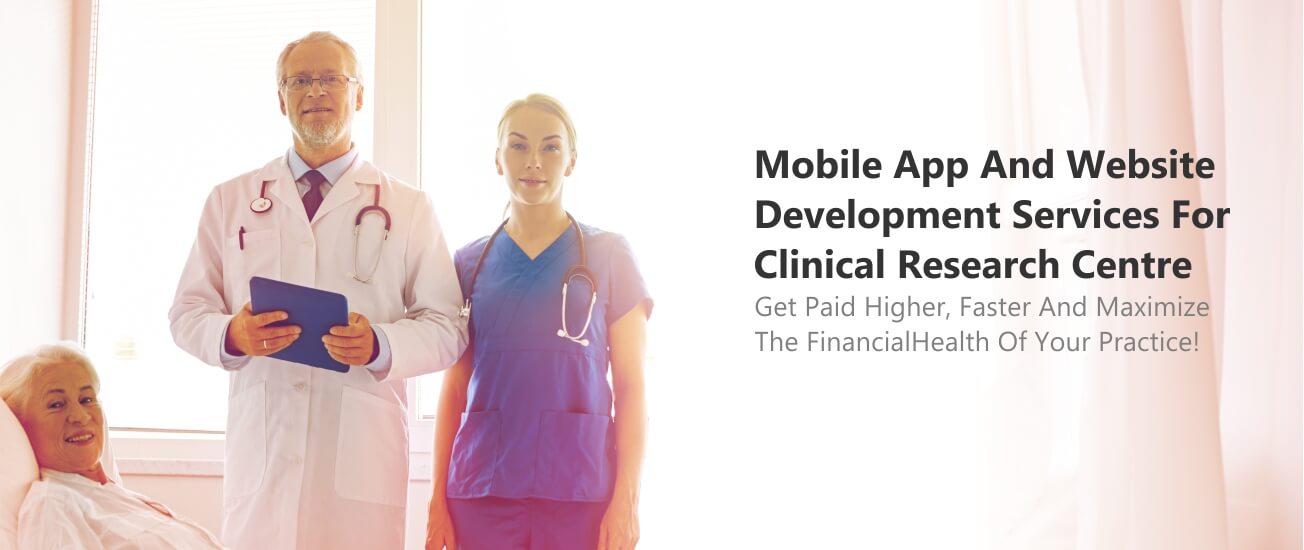 Mobile App And Website
Development Services For
Clinical Research Centre
Get Paid Higher, Faster And Maximize
The FinancialHealth Of Your Practice!